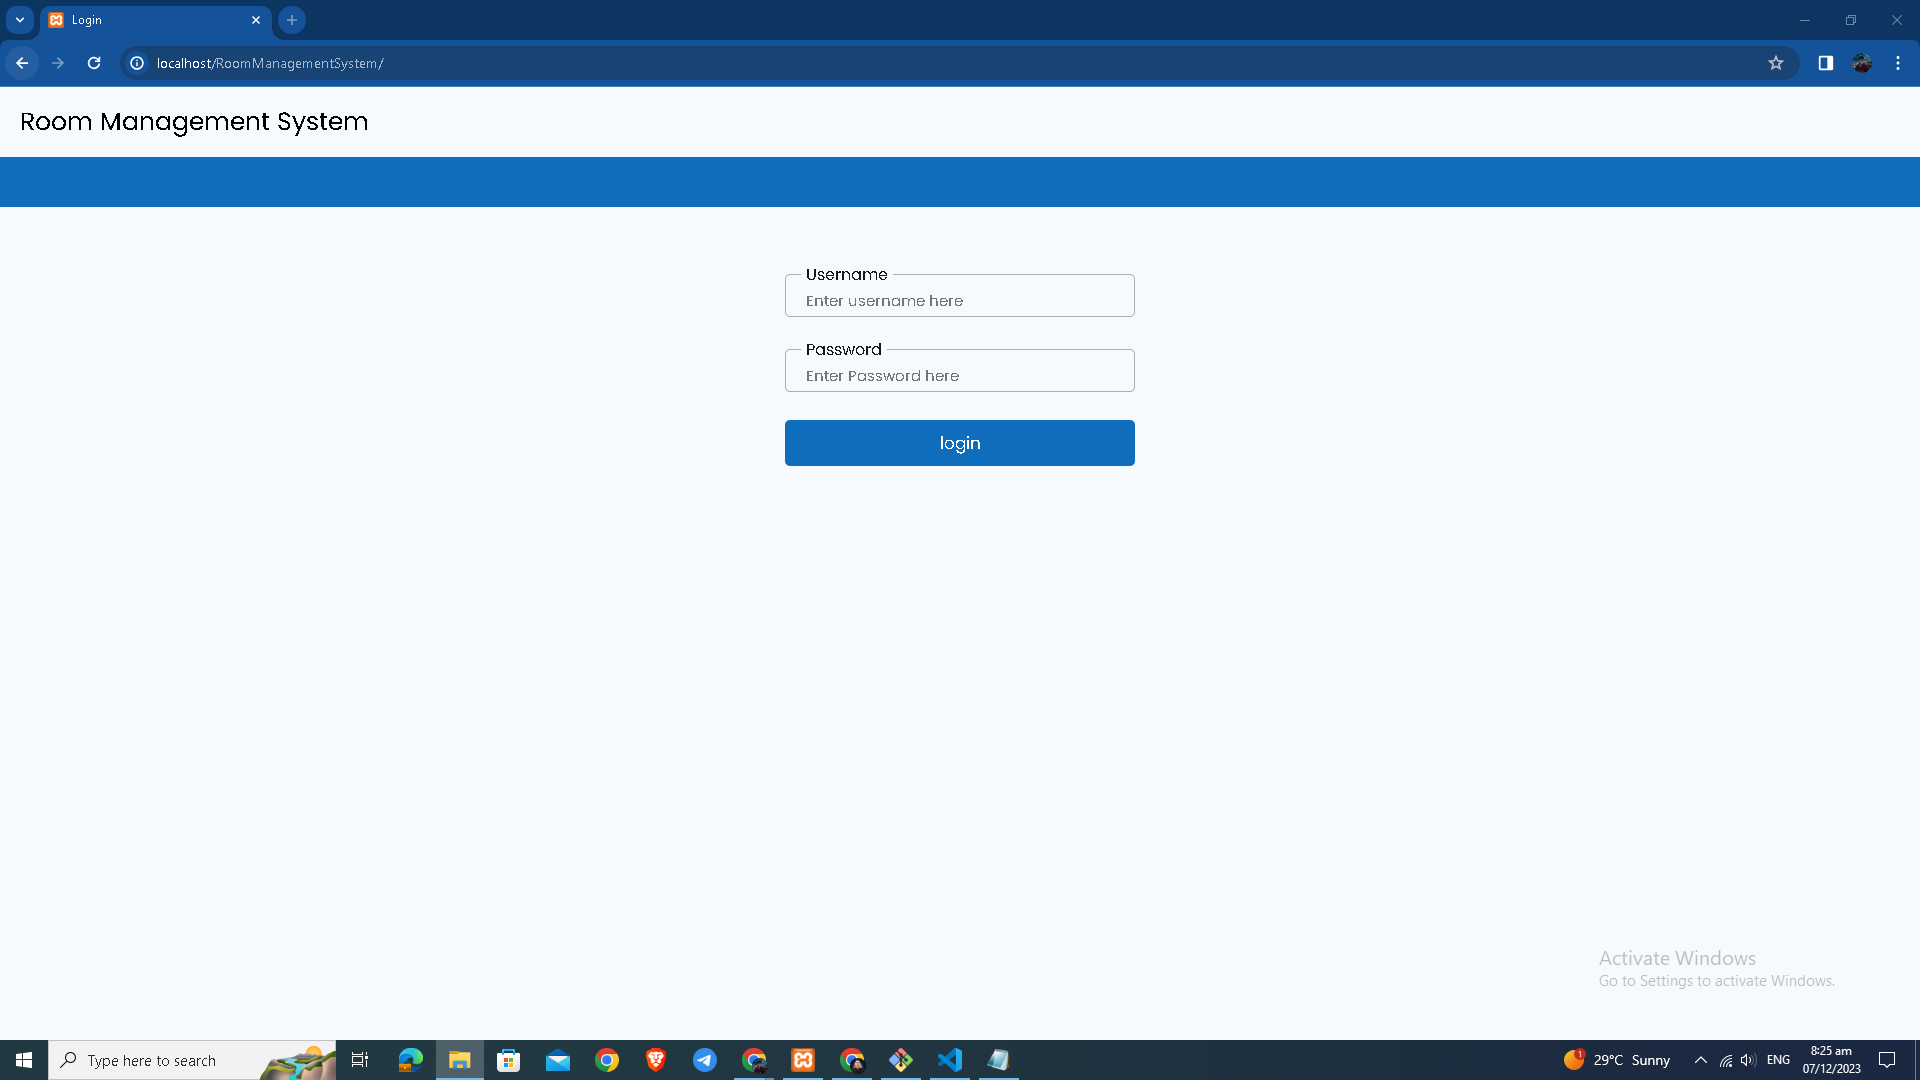 Login
localhost/RoomManagementSystem/
Room Management System
Username
Enter username here
Password
Enter Password here
login
Activate Windows
Go to Settings to activate Windows.
Type here to search
1
29°C Sunny
ENG
8:25 am
07/12/2023